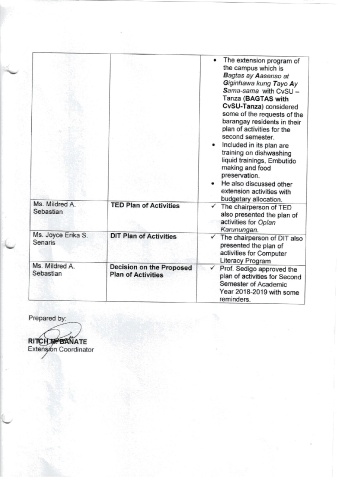 • The extension program of
the campus which is
Bagtas ay Aasenso at
Giginhawa kung Tayo Ay
Sama-sama with CvSU –
Tanza (BAGTAS with
CvSU-Tanza) considered
some of the requests of the
barangay residents in their
plan of activities for the
second semester.
• Included in its plan are
training on dishwashing
liquid trainings, Embutido
making and food
preservation.
• He also discussed other
extension activities with
budgetary allocation.
Ms. Mildred A.
Sebastian
TED Plan of Activities
✓ The chairperson of TED
also presented the plan of
activities for Oplan
Karunungan.
Ms. Joyce Erika S.
Senaris
DIT Plan of Activities
✓ The chairperson of DIT also
presented the plan of
activities for Computer
Literacy Program
Ms. Mildred A.
Sebastian
Decision on the Proposed
Plan of Activities
✓ Prof. Sedigo approved the
plan of activities for Second
Semester of Academic
Year 2018-2019 with some
reminders.
Prepared by:
Extension Coordinator